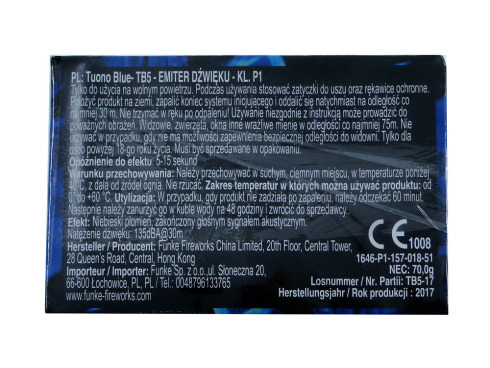 PL: Tuono Blue- TB5 - EMITER DŹWIĘKU - KL. P1
Tylko do użycia na wolnym powietrzu. Podczas używania stosować zatyczki do uszu oraz rękawice ochronne.
Położyć produkt na ziemi, zapalić koniec systemu inicjującego i oddalić się natychmiast na odległość co
najmniej 30 m. Nie trzymać w ręku po odpaleniu! Używanie niezgodnie z instrukcją może prowadzić do
poważnych obrażeń. Widzowie, zwierzęta, okna inne wrażliwe mienie w odległości co najmniej 75m. Nie
używać w przypadku, gdy nie ma możliwości zapewnienia bezpiecznej odległości do widowni. Tylko dla
osób powyżej 18-go roku życia. Musi być sprzedawane w opakowaniu.
Opóźnienie do efektu: 5-15 sekund
Warunku przechowywania: Należy przechowywać w suchym, ciemnym miejscu, w temperaturze poniżej
40°C, z dala od źródeł ognia. Nie rzucać. Zakres temperatur w których można używać produktu: od
0° do +60 °C. Utylizacja: W przypadku, gdy produkt nie zadziałał, należy odczekać 60 minut.
Następnie należy zanurzyć go w kuble wody na 48 godziny i zwrócić do sprzedawcy.
Efekt: Niebieski płomień, zakończony głośnym sygnałem akustycznym.
Natężenie dźwięku: 135dBA@30m
Hersteller / Producent: Funke Fireworks China Limited, 20th Floor, Central Tower,
28 Queen's Road, Central, Hong Kong
Importeur / Importer: Funke Sp. z o.o.,ul. Słoneczna 20,
66-600 Łochowice, PL, PL / Tel.: 0048796133765
www.funke-fireworks.com
CE 1008
1646-P1-157-018-51
NEC: 70,0g
Losnummer / Nr. Partii: TB5-17
Herstellungsjahr / Rok produkcji : 2017